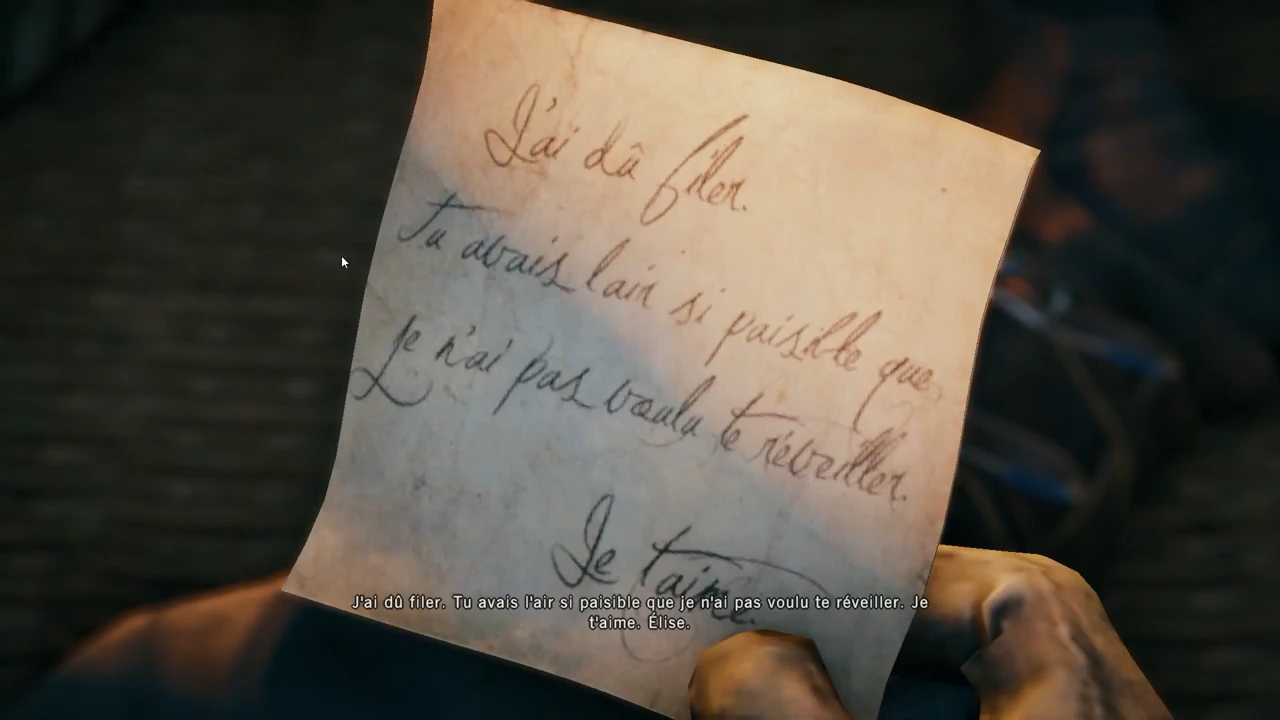 J'ai dû filer.
tu avais l'air si paisible que
je n'ai pas voulu te réveiller.
Je t'aime.
J'ai dû filer. Tu avais l'air si paisible que je n'ai pas voulu te réveiller. Je
t'aime. Élise.